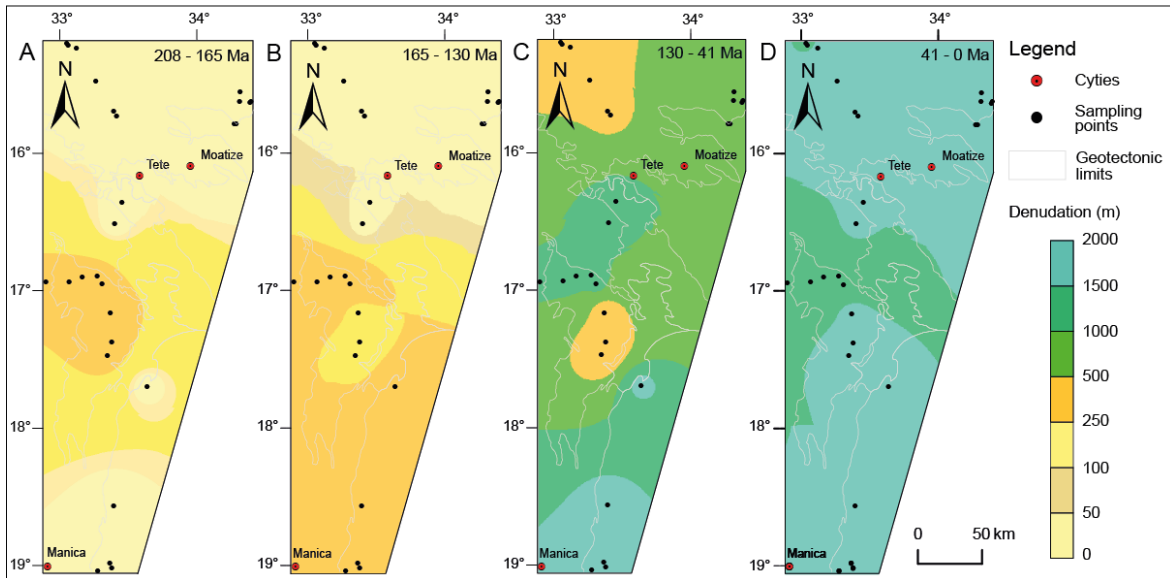 33° 34° 33° 34° 33° 34° 33° 34°
A 208 - 165 Ma B 165 - 130 Ma C 130 - 41 Ma D 41 - 0 Ma
N N N N
Legend
Cyties
Sampling
points
Geotectonic
limits
16° 16° 16° 16°
Tete Moatize Tete Moatize Tete Moatize Tete Moatize
Denudation (m)
2000
1500
1000
500
250
100
50
0
17° 17° 17° 17°
18° 18° 18° 18°
Manica Manica Manica Manica
19° 19° 19° 19°
0 50 km